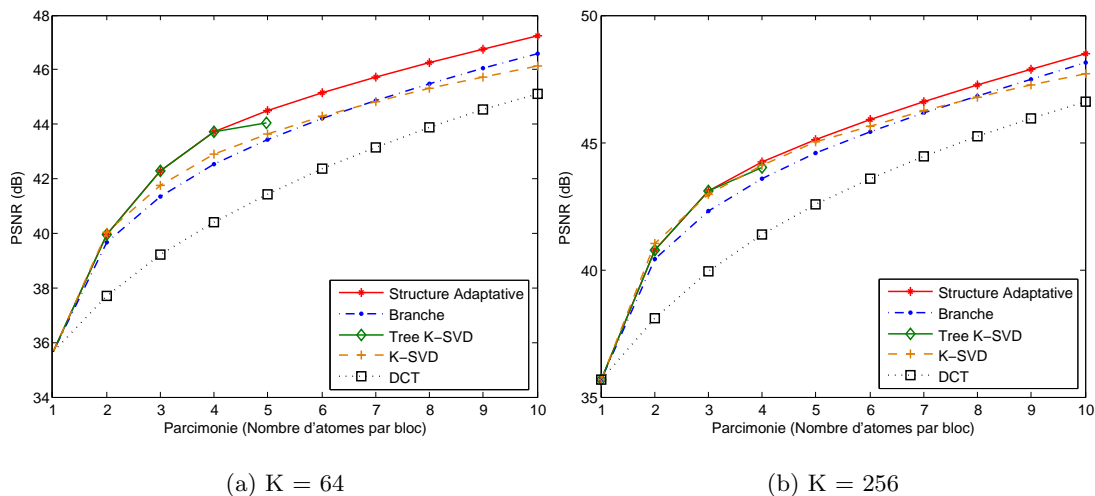 48
46
44
42
40
38
36
34
PSNR (dB)
1 2 3 4 5 6 7 8 9 10
Parcimonie (Nombre d'atomes par bloc)
Structure Adaptative
Branche
Tree K−SVD
K−SVD
DCT
(a) K = 64
50
45
40
35
PSNR (dB)
1 2 3 4 5 6 7 8 9 10
Parcimonie (Nombre d'atomes par bloc)
Structure Adaptative
Branche
Tree K−SVD
K−SVD
DCT
(b) K = 256